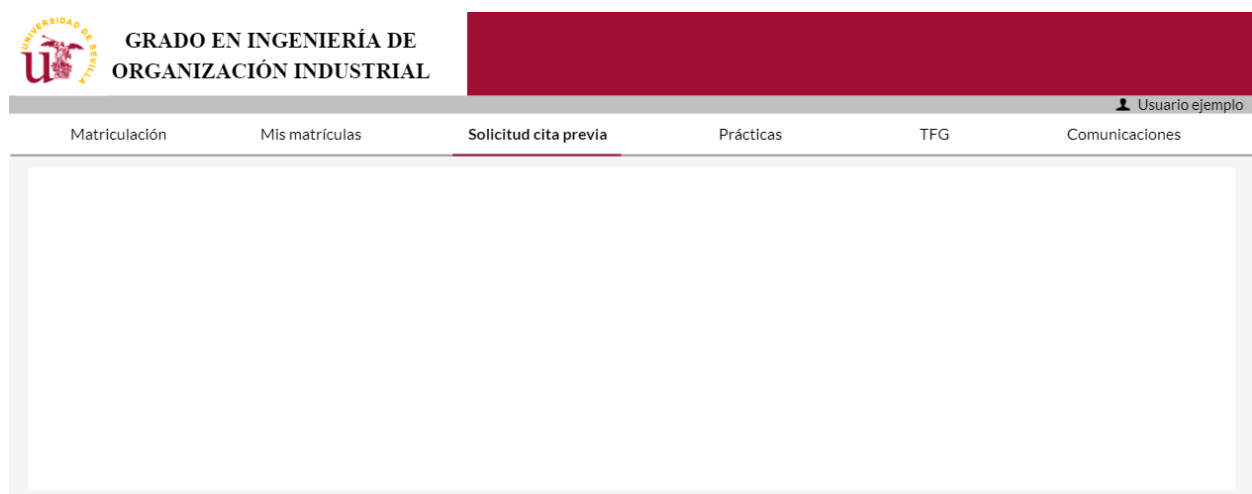 UNIVERSIDAD DE SEVILLA
GRADO EN INGENIERÍA DE
ORGANIZACIÓN INDUSTRIAL
Usuario ejemplo
Matriculación Mis matrículas Solicitud cita previa Prácticas TFG Comunicaciones